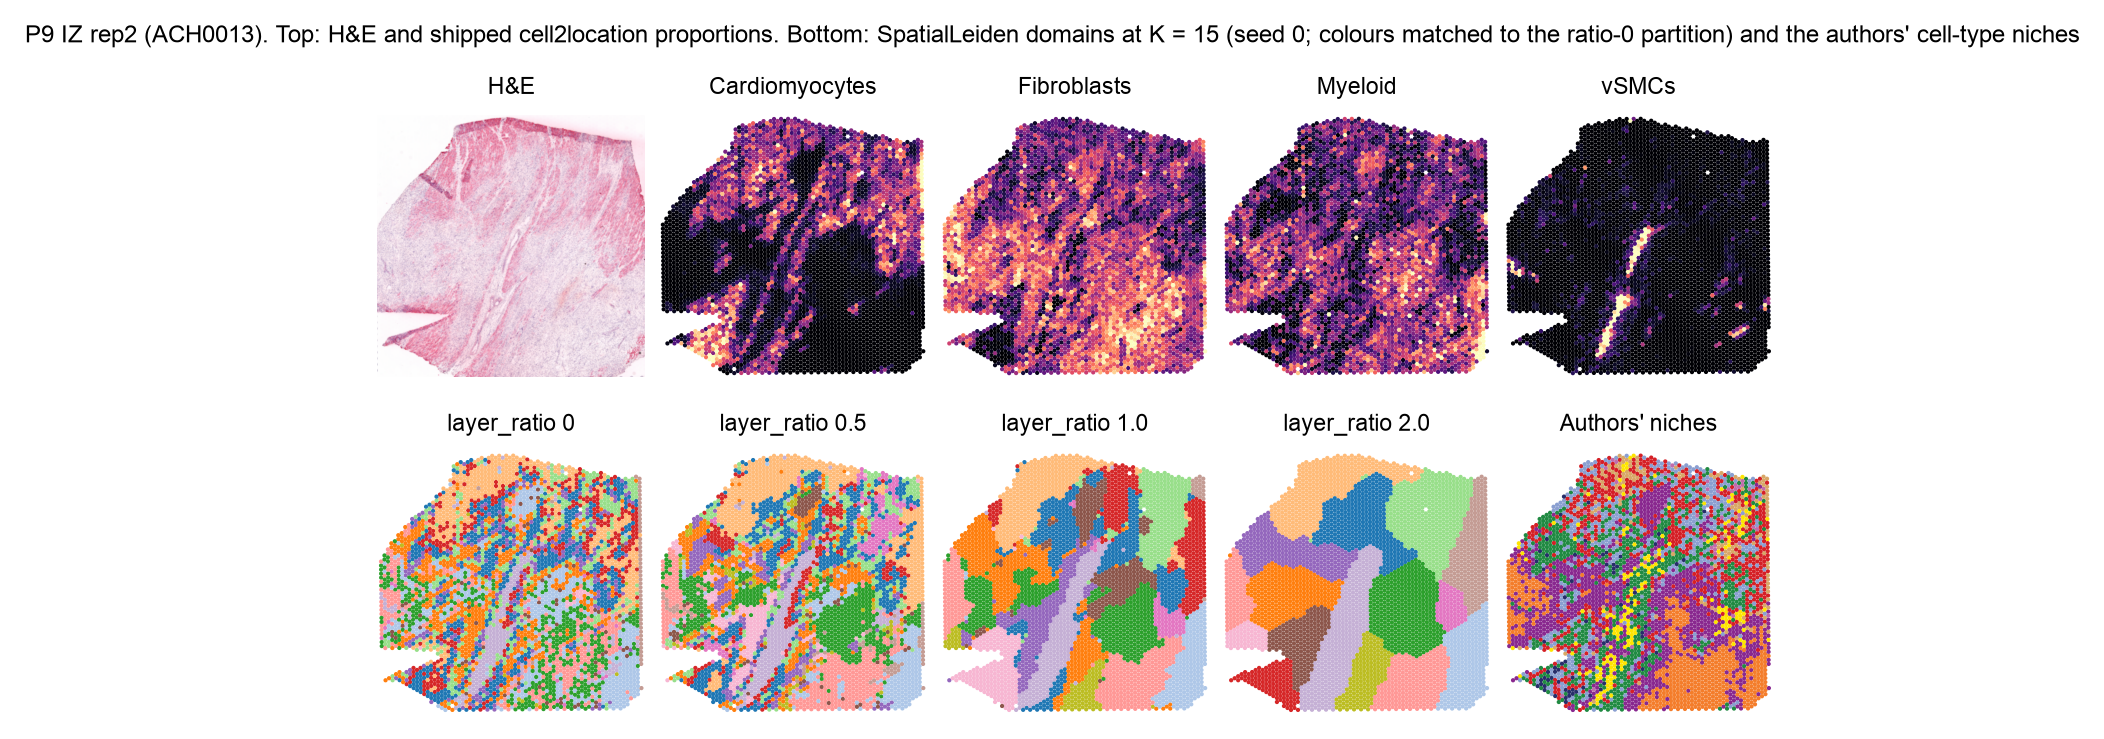 P9 IZ rep2 (ACH0013). Top: H&E and shipped cell2location proportions. Bottom: SpatialLeiden domains at K = 15 (seed 0; colours matched to the ratio-0 partition) and the authors' cell-type niches
H&E
Cardiomyocytes
Fibroblasts
Myeloid
vSMCs
layer_ratio 0
layer_ratio 0.5
layer_ratio 1.0
layer_ratio 2.0
Authors' niches